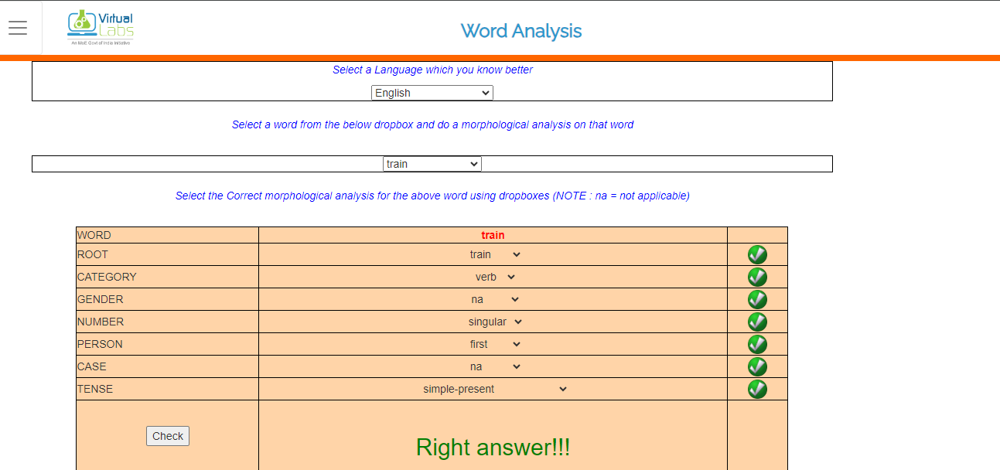 Virtual
Labs
An MoE Govt of India Initiative
Word Analysis
Select a Language which you know better
English
Select a word from the below dropbox and do a morphological analysis on that word
train
Select the Correct morphological analysis for the above word using dropboxes (NOTE : na = not applicable)
WORD train
ROOT train
CATEGORY verb
GENDER na
NUMBER singular
PERSON first
CASE na
TENSE simple-present
Check
Right answer!!!